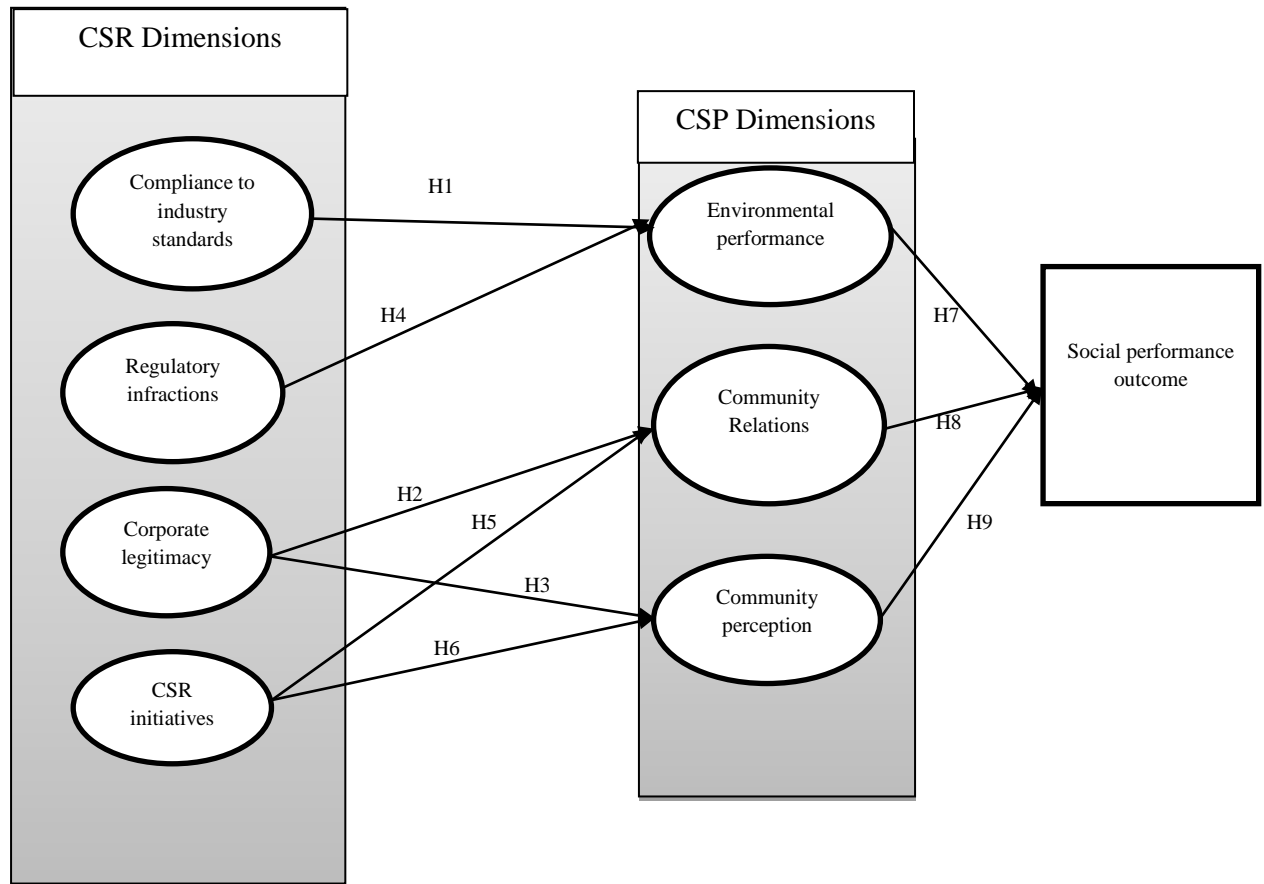 CSR Dimensions
Compliance to
industry
standards
Regulatory
infractions
Corporate
legitimacy
CSR
initiatives
H1
H4
H2
H5
H3
H6
CSP Dimensions
Environmental
performance
Community
Relations
Community
perception
H7
H8
H9
Social performance
outcome